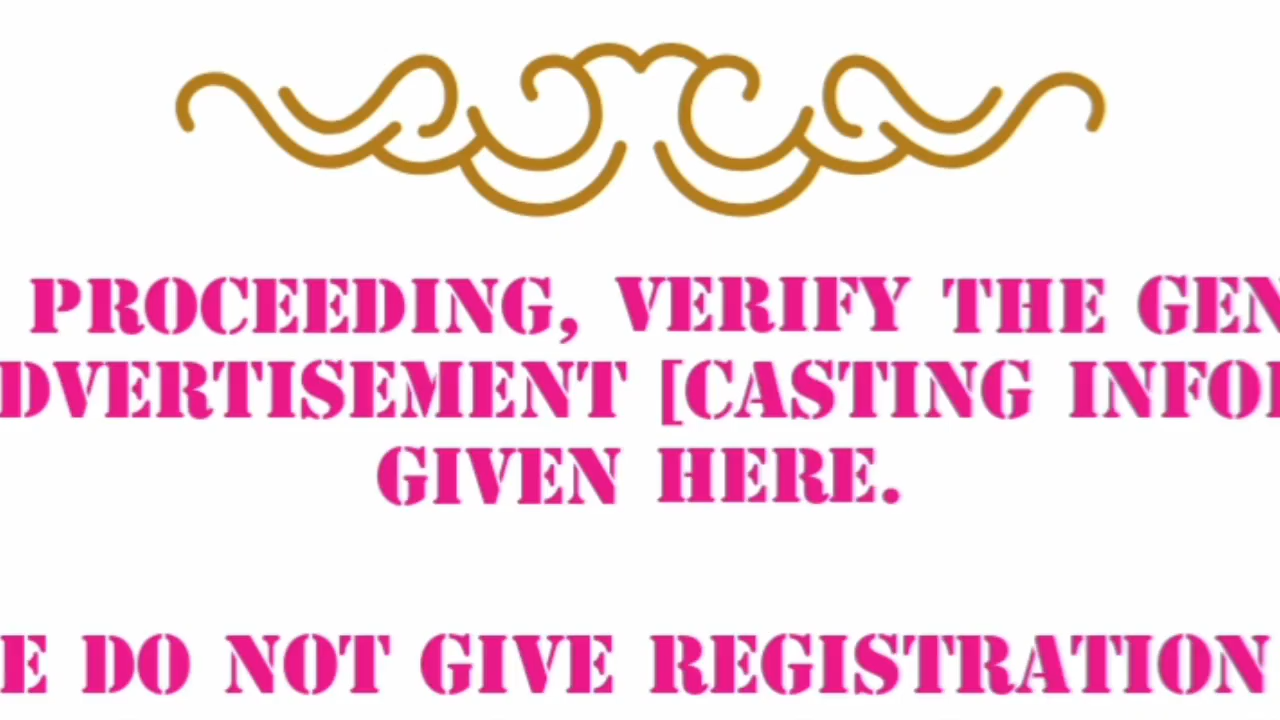 PROCEEDING, VERIFY THE GEN
DVERTISEMENT [CASTING INFO
GIVEN HERE.
E DO NOT GIVE REGISTRATION